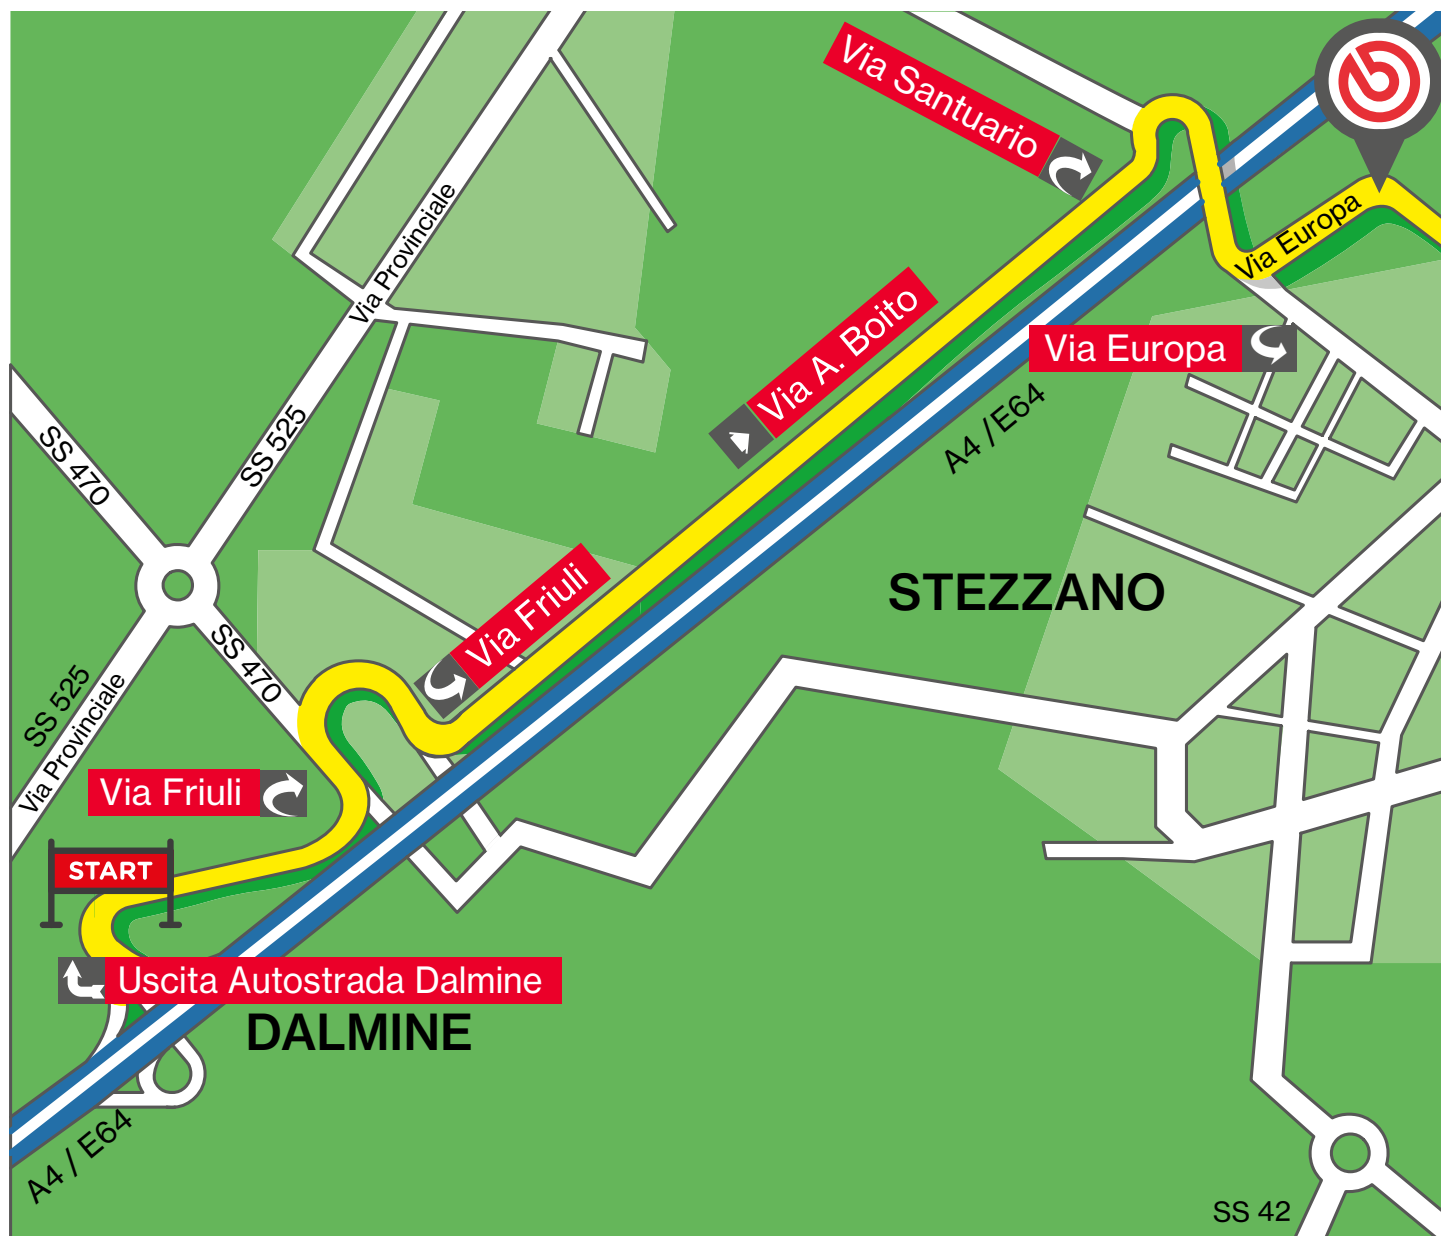 Via Santuario
Via Provinciale
Via Europa
Via A. Boito
Via Europa
A4 / E64
SS 525
SS 470
STEZZANO
Via Friuli
SS 470
SS 525
Via Provinciale
Via Friuli
START
Uscita Autostrada Dalmine
DALMINE
A4 / E64
SS 42